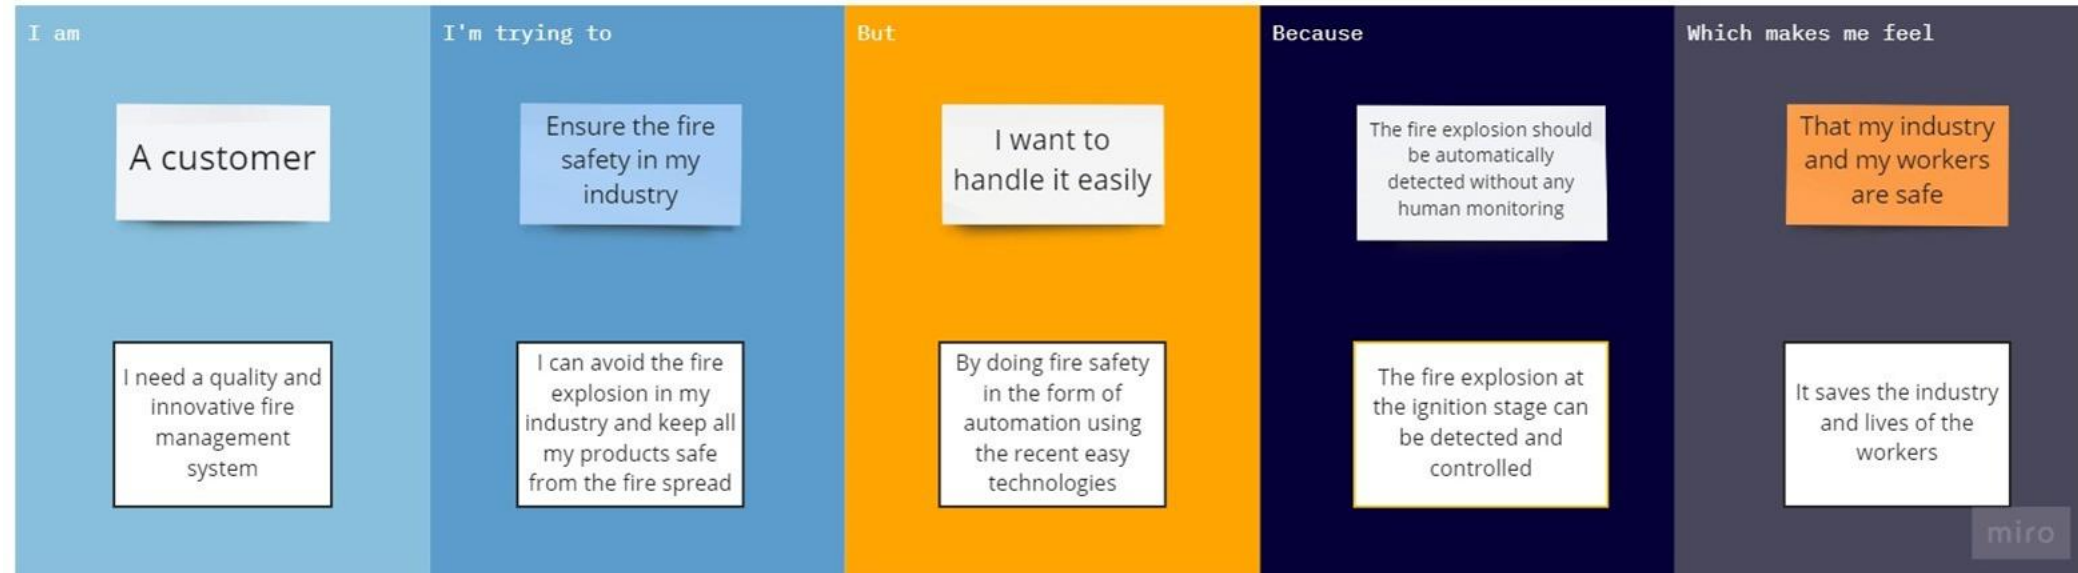 I am
A customer
I need a quality and
innovative fire
management
system
I'm trying to
Ensure the fire
safety in my
industry
I can avoid the fire
explosion in my
industry and keep all
my products safe
from the fire spread
But
I want to
handle it easily
By doing fire safety
in the form of
automation using
the recent easy
technologies
Because
The fire explosion should
be automatically
detected without any
human monitoring
The fire explosion at
the ignition stage can
be detected and
controlled
Which makes me feel
That my industry
and my workers
are safe
It saves the industry
and lives of the
workers
miro